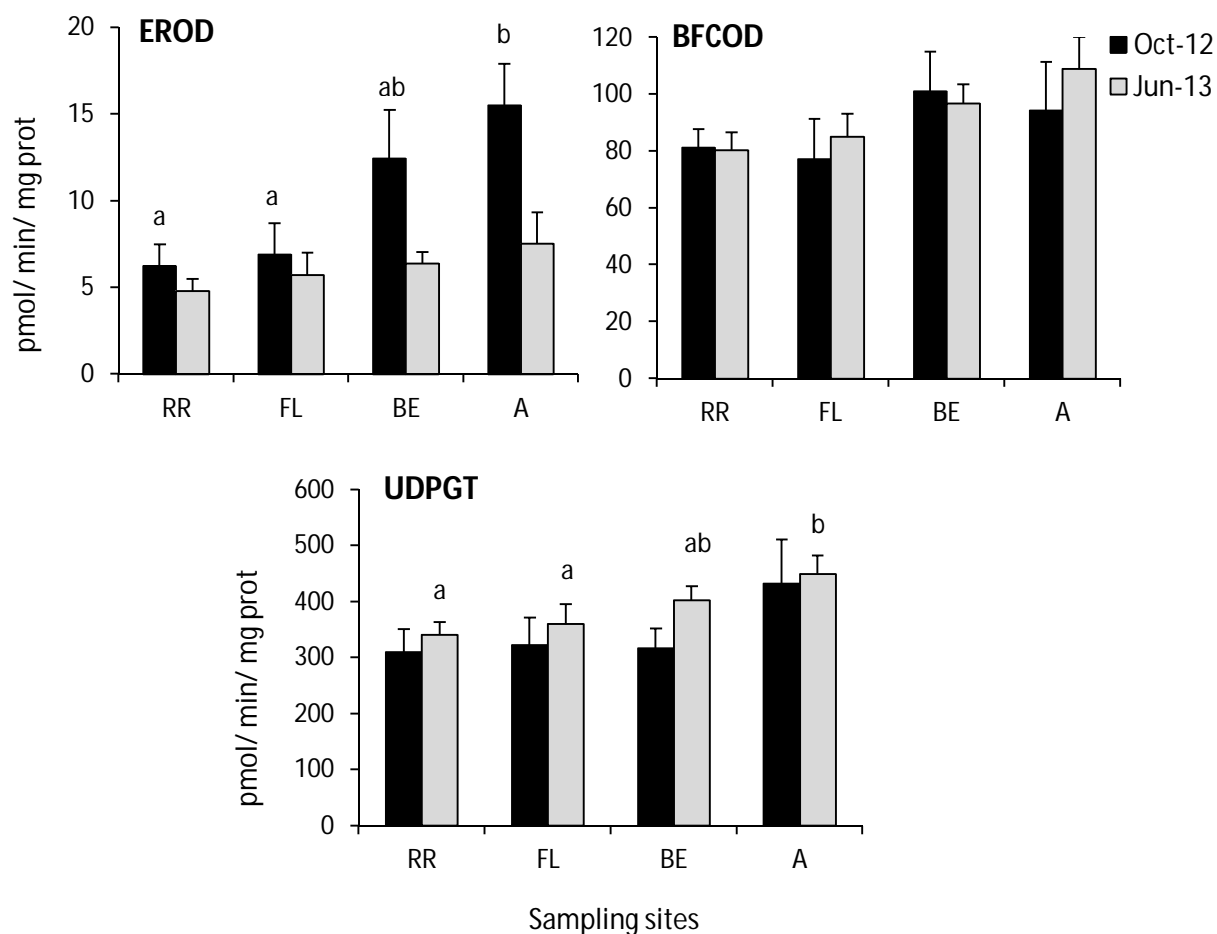 EROD
20
15
10
5
0
pmol/ min/ mg prot
a a ab b
RR FL BE A
BFCOD
120
100
80
60
40
20
0
RR FL BE A
Oct-12
Jun-13
UDPGT
600
500
400
300
200
100
0
pmol/ min/ mg prot
a a ab b
RR FL BE A
Sampling sites